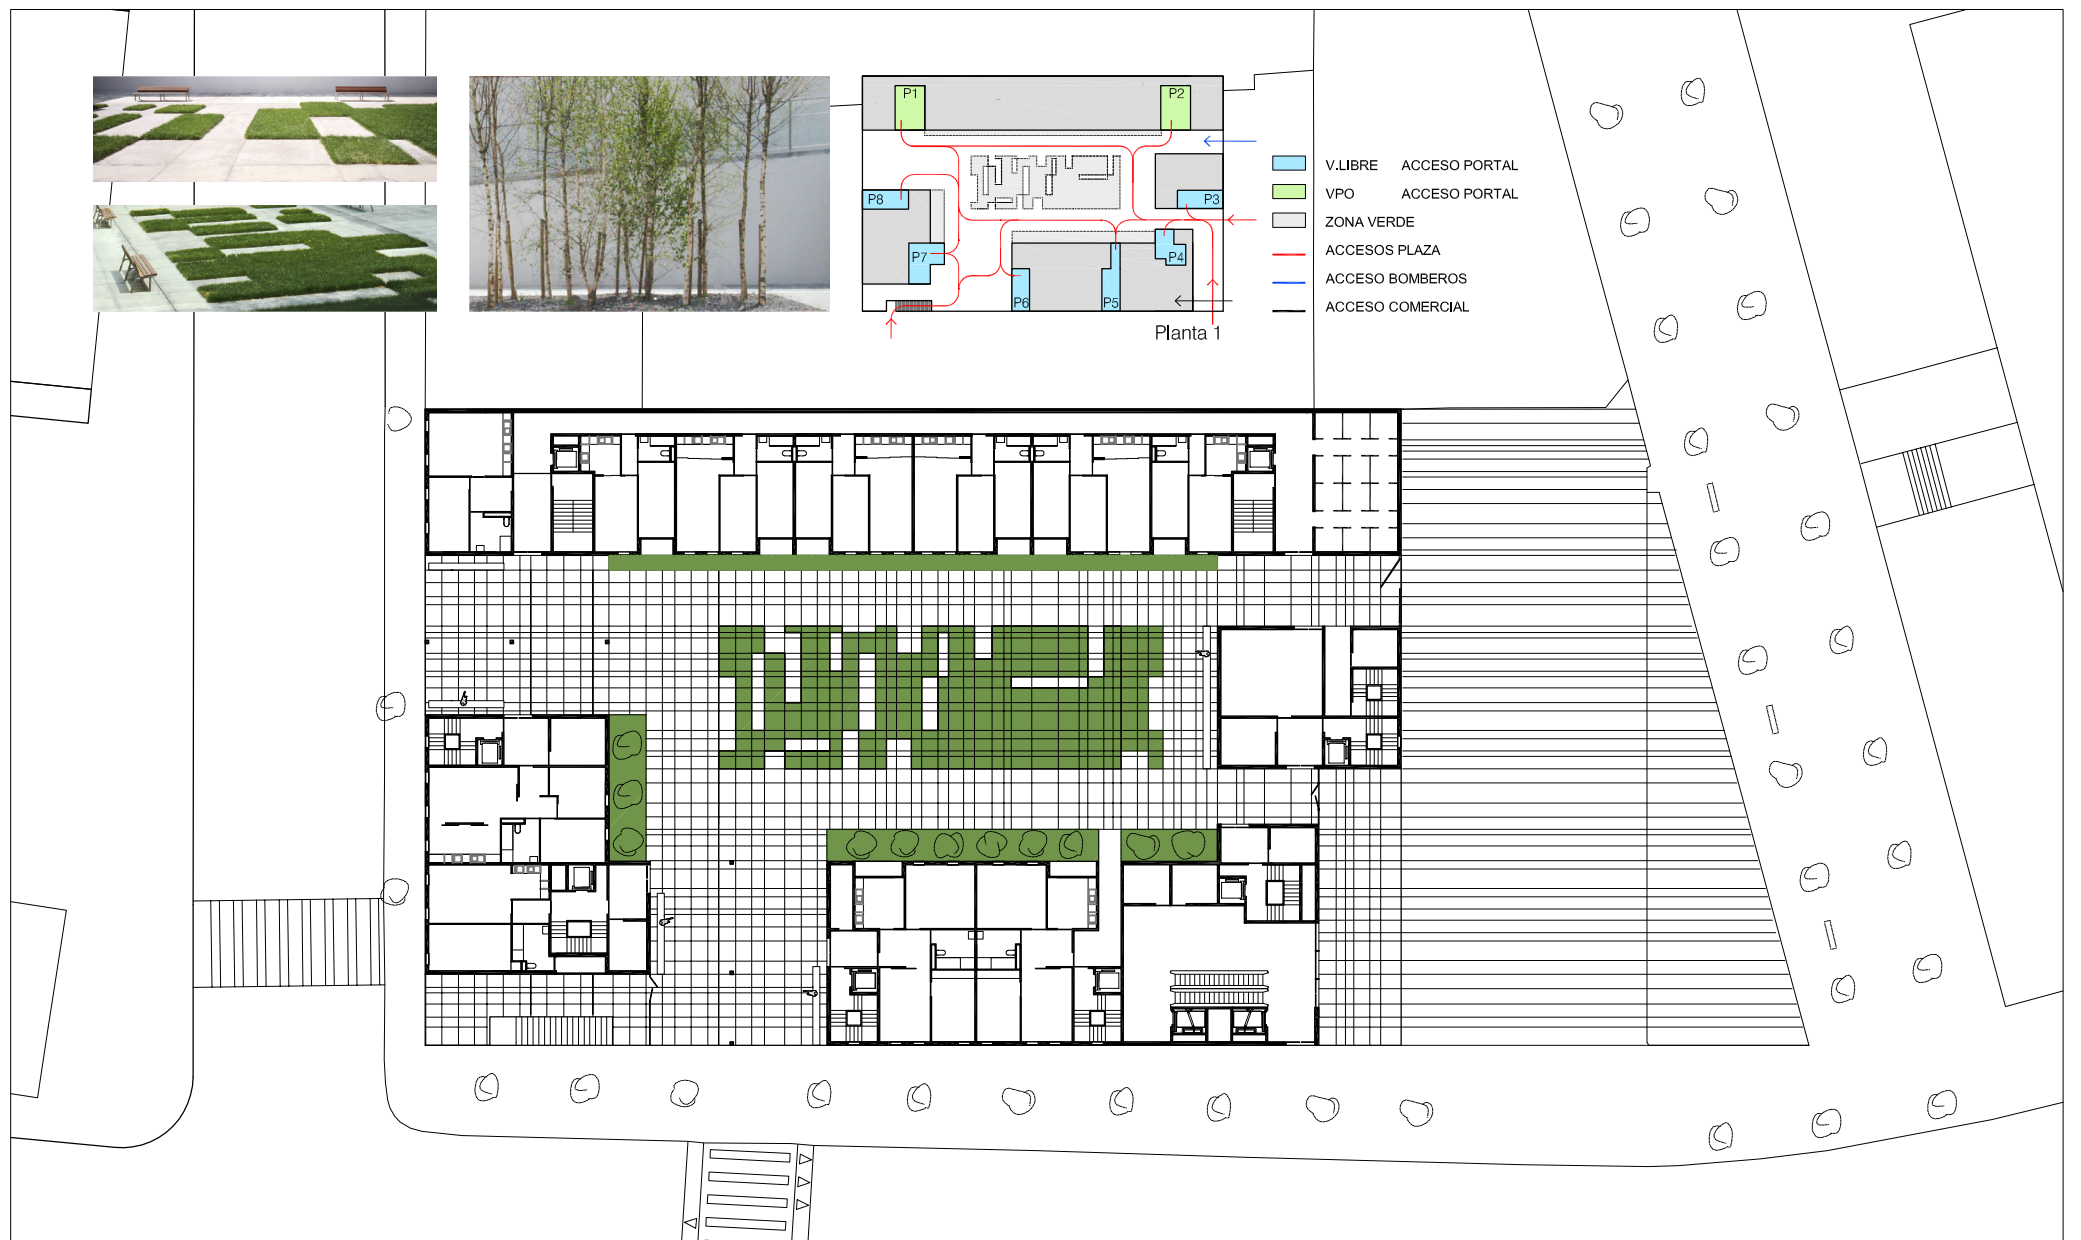 P1
P2
P8
P3
P7
P4
P6
P5
Planta 1
V.LIBRE ACCESO PORTAL
VPO ACCESO PORTAL
ZONA VERDE
ACCESOS PLAZA
ACCESO BOMBEROS
ACCESO COMERCIAL